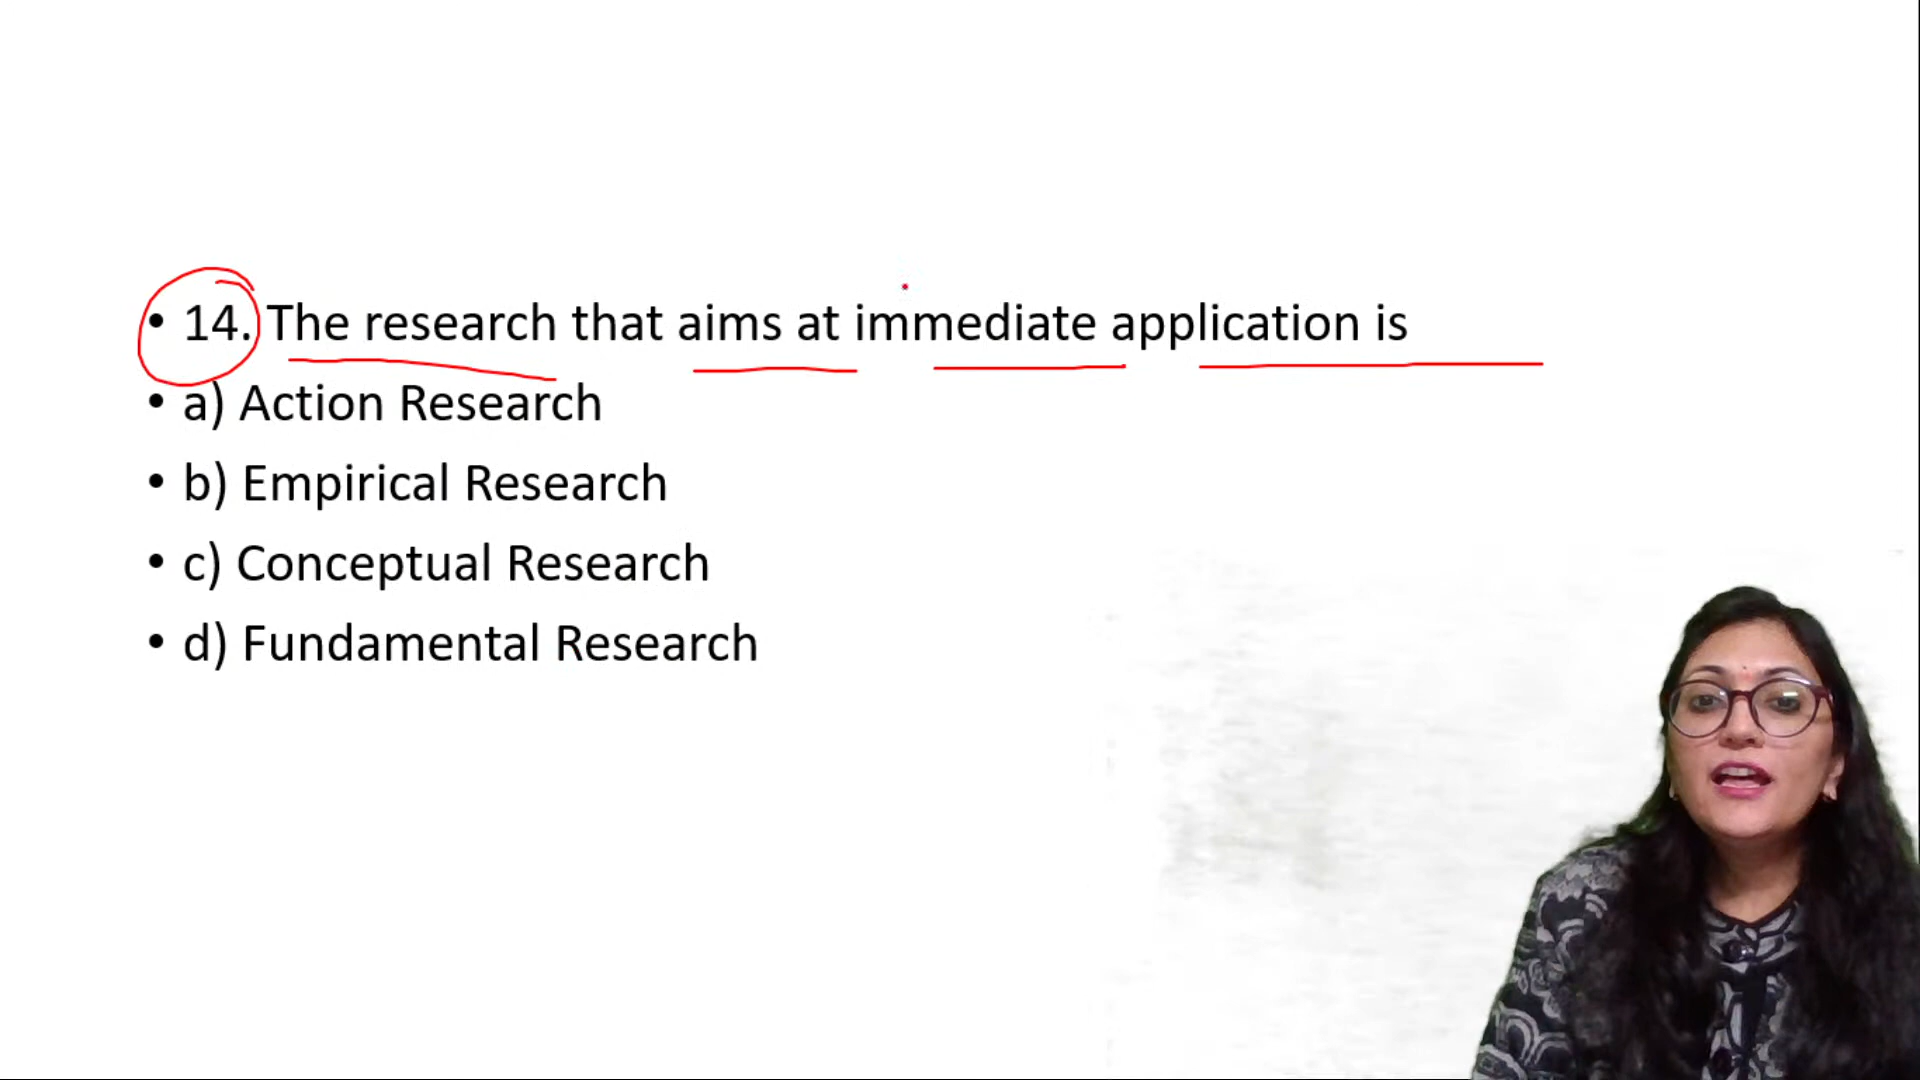 • 14. The research that aims at immediate application is
• a) Action Research
• b) Empirical Research
• c) Conceptual Research
• d) Fundamental Research